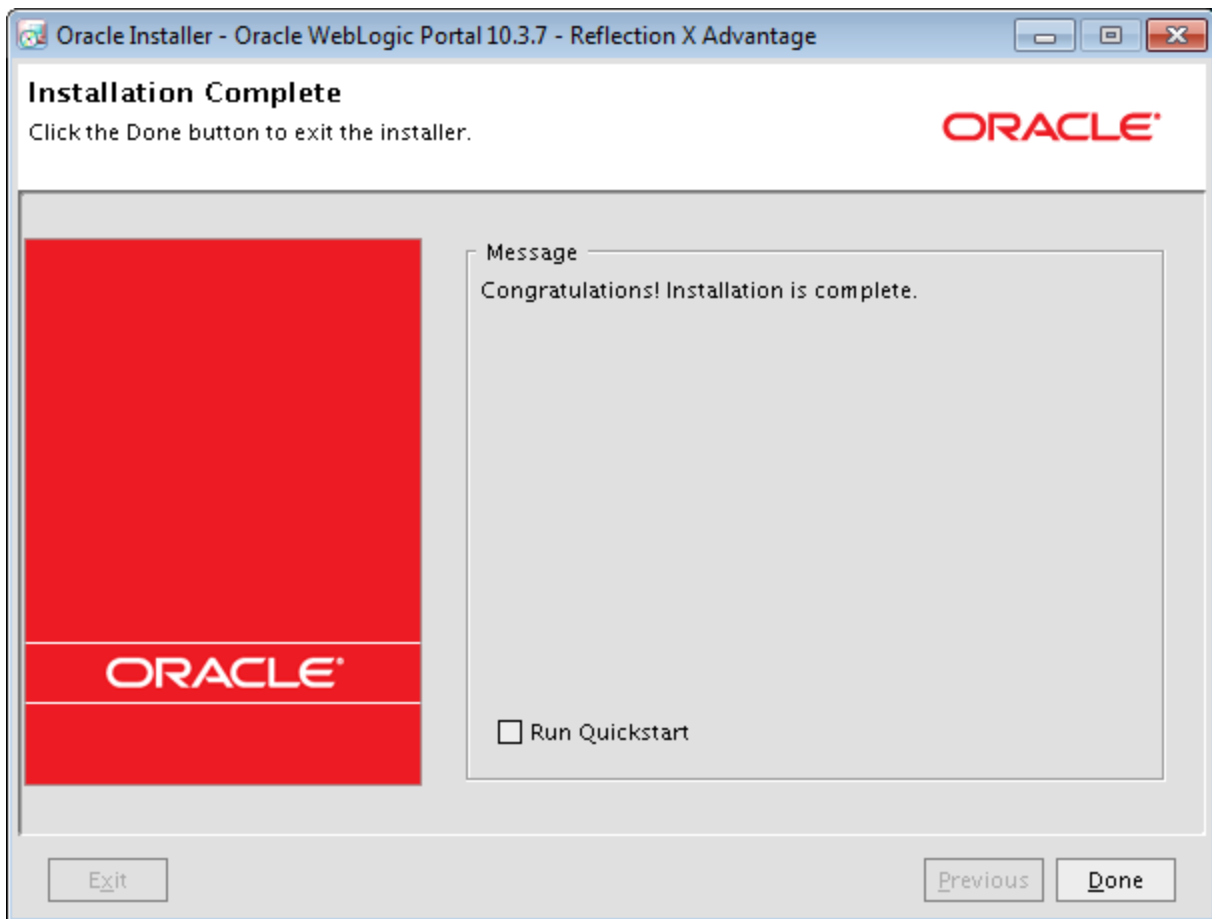 Oracle Installer - Oracle WebLogic Portal 10.3.7 - Reflection X Advantage
Installation Complete
Click the Done button to exit the installer.
ORACLE
Message
Congratulations! Installation is complete.
ORACLE
Run Quickstart
Exit
Previous
Done